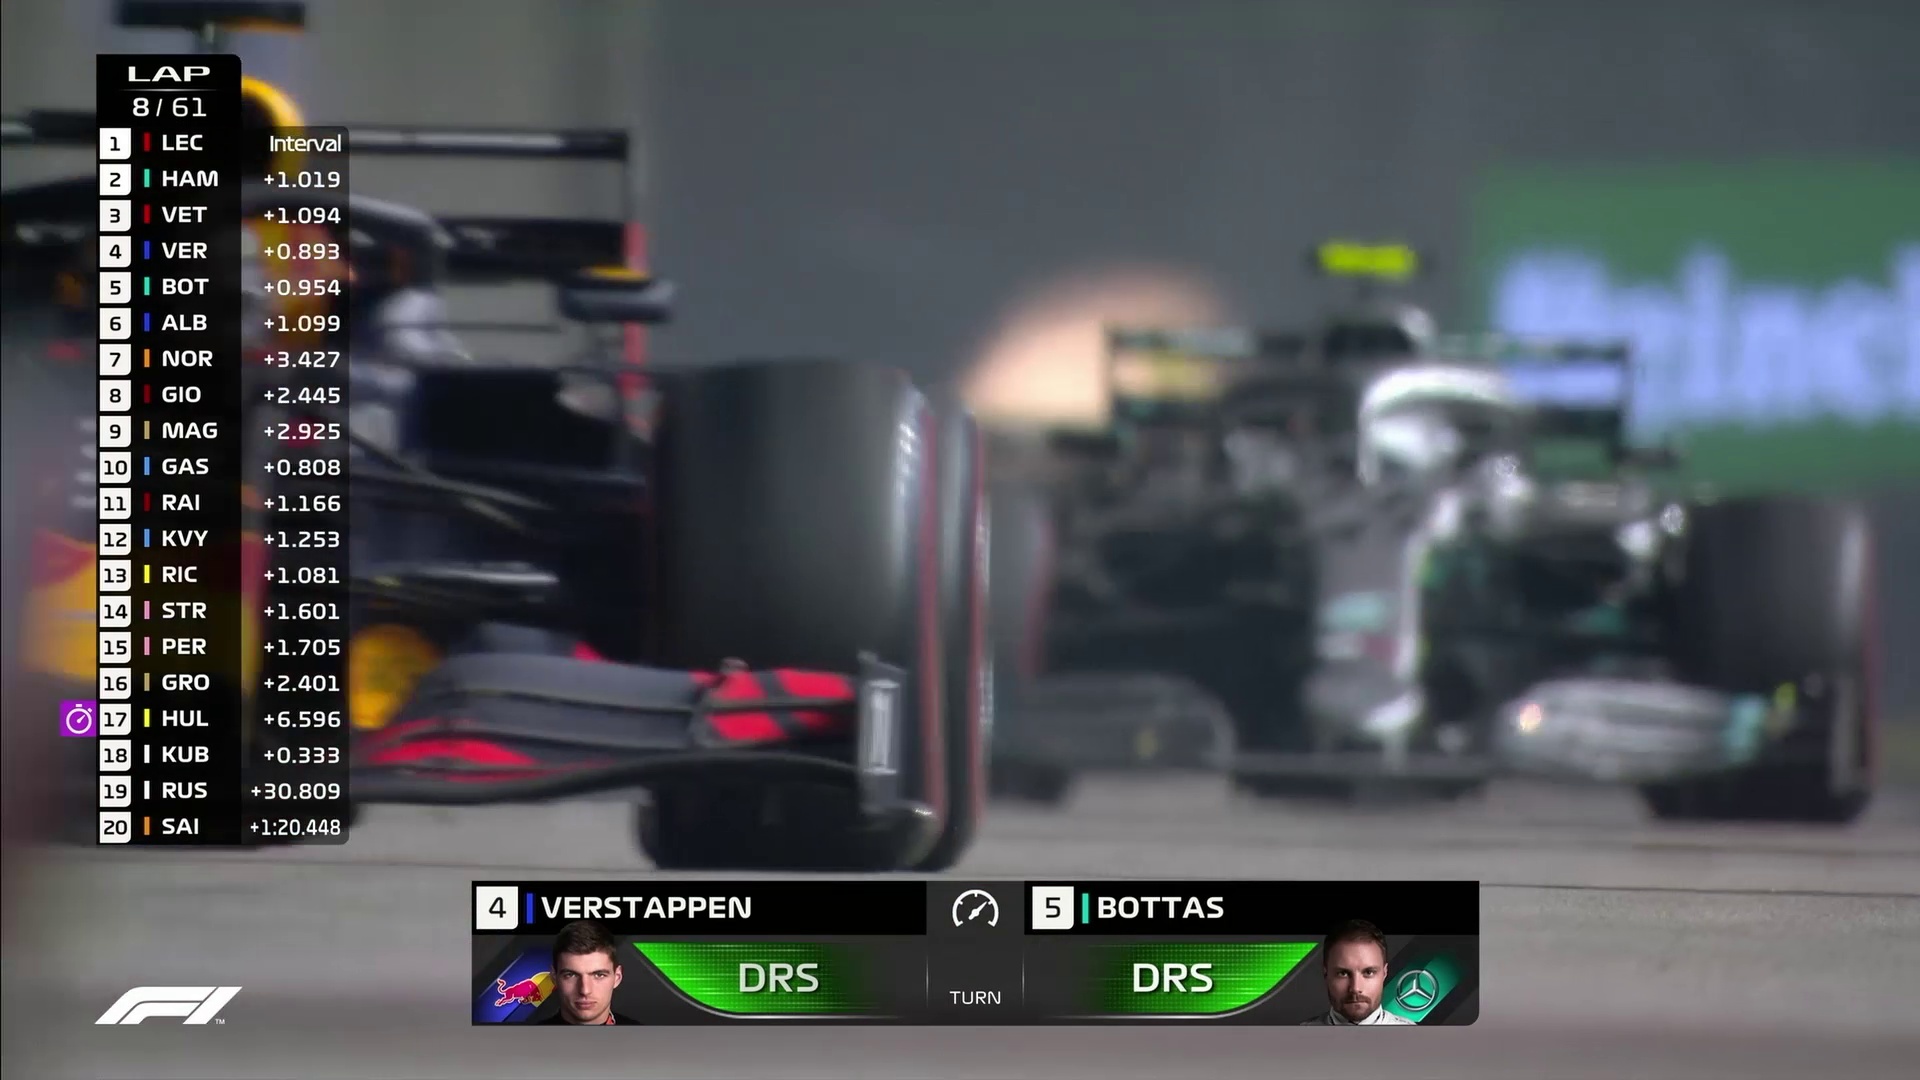 LAP
8 / 61
1 LEC Interval
2 HAM +1.019
3 VET +1.094
4 VER +0.893
5 BOT +0.954
6 ALB +1.099
7 NOR +3.427
8 GIO +2.445
9 MAG +2.925
10 GAS +0.808
11 RAI +1.166
12 KVY +1.253
13 RIC +1.081
14 STR +1.601
15 PER +1.705
16 GRO +2.401
17 HUL +6.596
18 KUB +0.333
19 RUS +30.809
20 SAI +1:20.448
4 VERSTAPPEN 5 BOTTAS
DRS TURN DRS
F1 ™